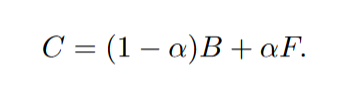 C = (1 − α)B + αF.